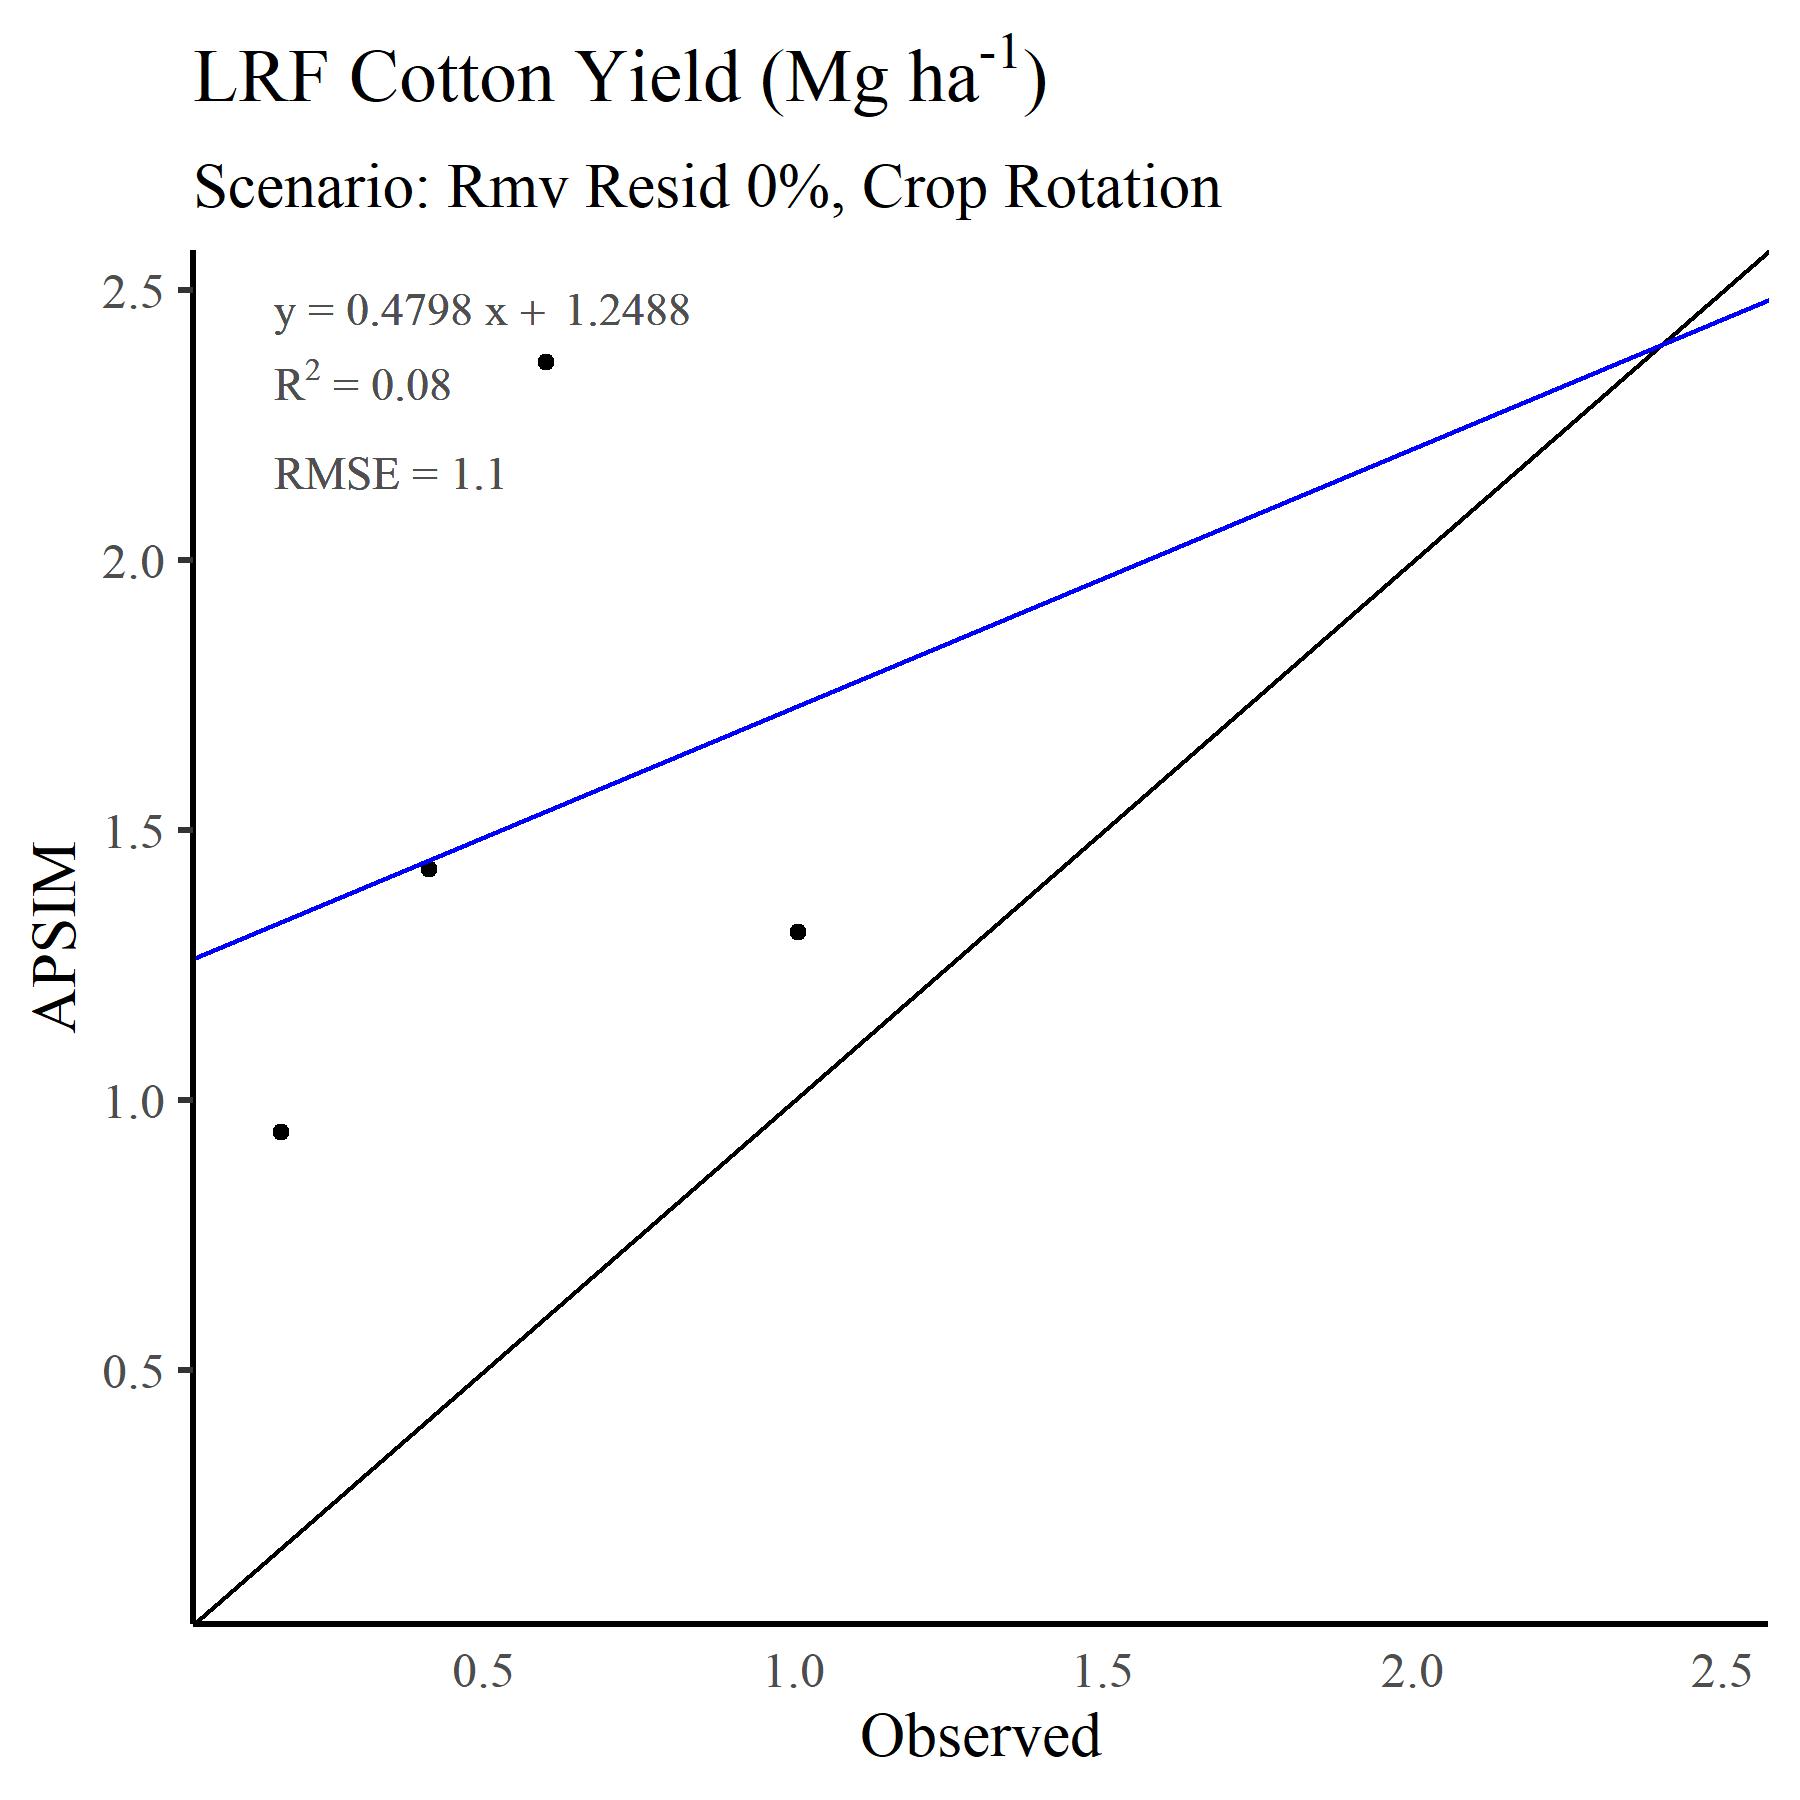 LRF Cotton Yield (Mg ha⁻¹)
Scenario: Rmv Resid 0%, Crop Rotation
y = 0.4798 x + 1.2488
R² = 0.08
RMSE = 1.1
2.5
2.0
1.5
1.0
0.5
APSIM
0.5 1.0 1.5 2.0 2.5
Observed